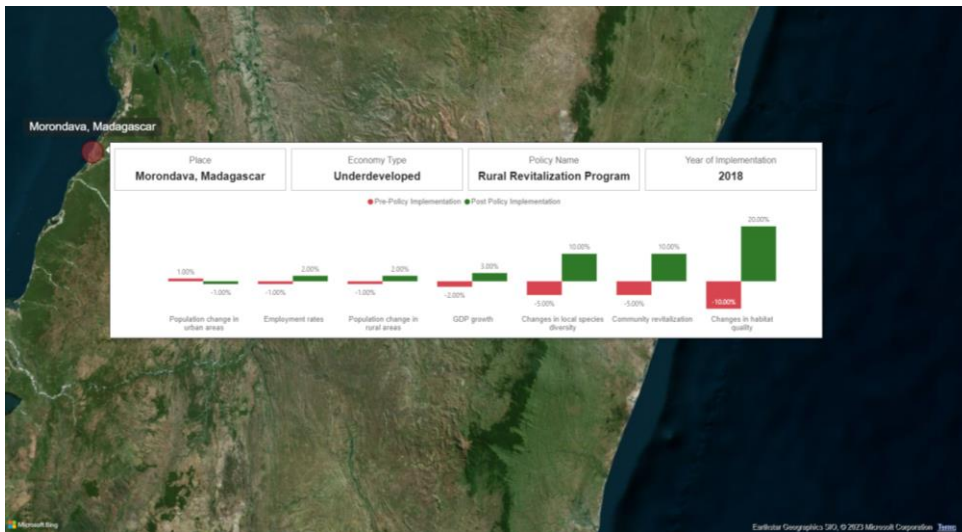 Morondava, Madagascar
Place
Morondava, Madagascar
Economy Type
Underdeveloped
Policy Name
Rural Revitalization Program
Year of Implementation
2018
Pre-Policy Implementation Post Policy Implementation
1.00%
-1.00%
-1.00%
2.00%
-1.00%
2.00%
-2.00%
3.00%
-5.00%
10.00%
-5.00%
10.00%
-10.00%
20.00%
Population change in
urban areas
Employment rates
Population change in
rural areas
GDP growth
Changes in local species
diversity
Community revitalization
Changes in habitat
quality
Microsoft Bing
Earthstar Geographics SIO, © 2023 Microsoft Corporation Terms